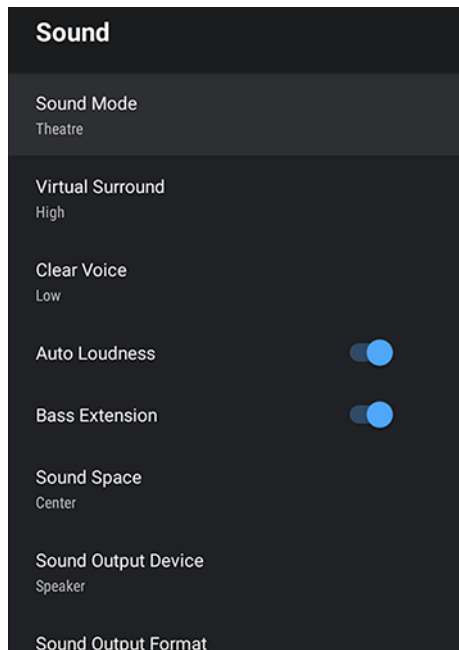 Sound
Sound Mode
Theatre
Virtual Surround
High
Clear Voice
Low
Auto Loudness
Bass Extension
Sound Space
Center
Sound Output Device
Speaker
Sound Output Format